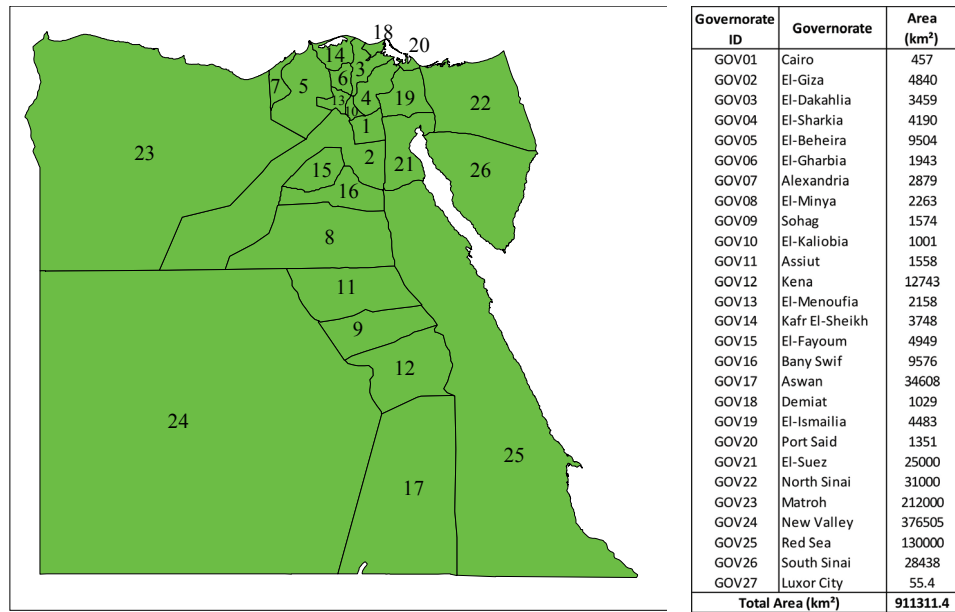 18
20
14
3
7
5
6
4
19
13
10
22
1
23
2
15
21
26
16
8
11
9
12
24
25
17
Governorate ID Governorate Area (km²)
GOV01 Cairo 457
GOV02 El-Giza 4840
GOV03 El-Dakahlia 3459
GOV04 El-Sharkia 4190
GOV05 El-Beheira 9504
GOV06 El-Gharbia 1943
GOV07 Alexandria 2879
GOV08 El-Minya 2263
GOV09 Sohag 1574
GOV10 El-Kaliobia 1001
GOV11 Assiut 1558
GOV12 Kena 12743
GOV13 El-Menoufia 2158
GOV14 Kafr El-Sheikh 3748
GOV15 El-Fayoum 4949
GOV16 Bany Swif 9576
GOV17 Aswan 34608
GOV18 Demiat 1029
GOV19 El-Ismailia 4483
GOV20 Port Said 1351
GOV21 El-Suez 25000
GOV22 North Sinai 31000
GOV23 Matroh 212000
GOV24 New Valley 376505
GOV25 Red Sea 130000
GOV26 South Sinai 28438
GOV27 Luxor City 55.4
Total Area (km²) 911311.4